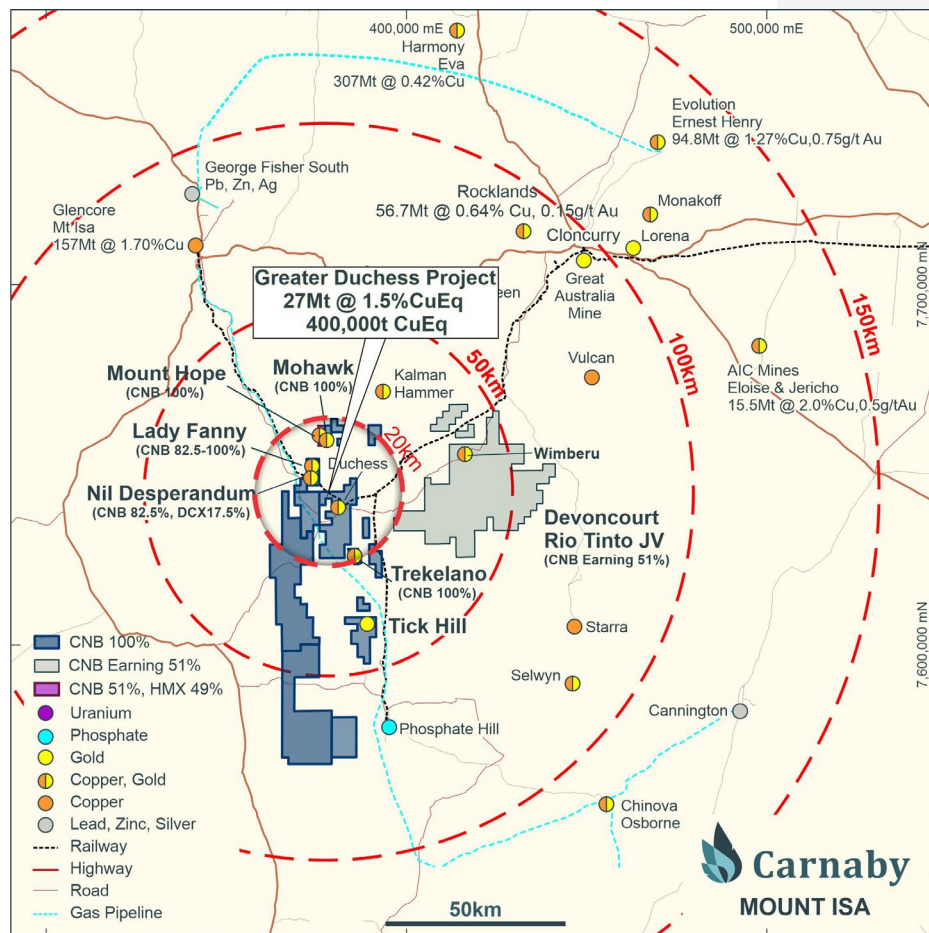 400,000 mE
500,000 mE
Harmony
Eva
307Mt @ 0.42%Cu
Evolution
Ernest Henry
94.8Mt @ 1.27%Cu,0.75g/t Au
George Fisher South
Pb, Zn, Ag
Rocklands
56.7Mt @ 0.64% Cu, 0.15g/t Au
Monakoff
Glencore
Mt Isa
157Mt @ 1.70%Cu
Cloncurry
Lorena
Great
Australia
Mine
7,700,000 mN
Greater Duchess Project
27Mt @ 1.5%CuEq
400,000t CuEq
een
150km
100km
50km
20km
Vulcan
AIC Mines
Eloise & Jericho
15.5Mt @ 2.0%Cu,0.5g/tAu
Mount Hope
(CNB 100%)
Mohawk
(CNB 100%)
Kalman
Hammer
Lady Fanny
(CNB 82.5-100%)
Duchess
Wimberu
Nil Desperandum
(CNB 82.5%, DCX17.5%)
Devoncourt
Rio Tinto JV
(CNB Earning 51%)
Trekelano
(CNB 100%)
Tick Hill
Starra
7,600,000 mN
Selwyn
Cannington
Phosphate Hill
Chinova
Osborne
CNB 100%
CNB Earning 51%
CNB 51%, HMX 49%
Uranium
Phosphate
Gold
Copper, Gold
Copper
Lead, Zinc, Silver
Railway
Highway
Road
Gas Pipeline
50km
Carnaby
MOUNT ISA